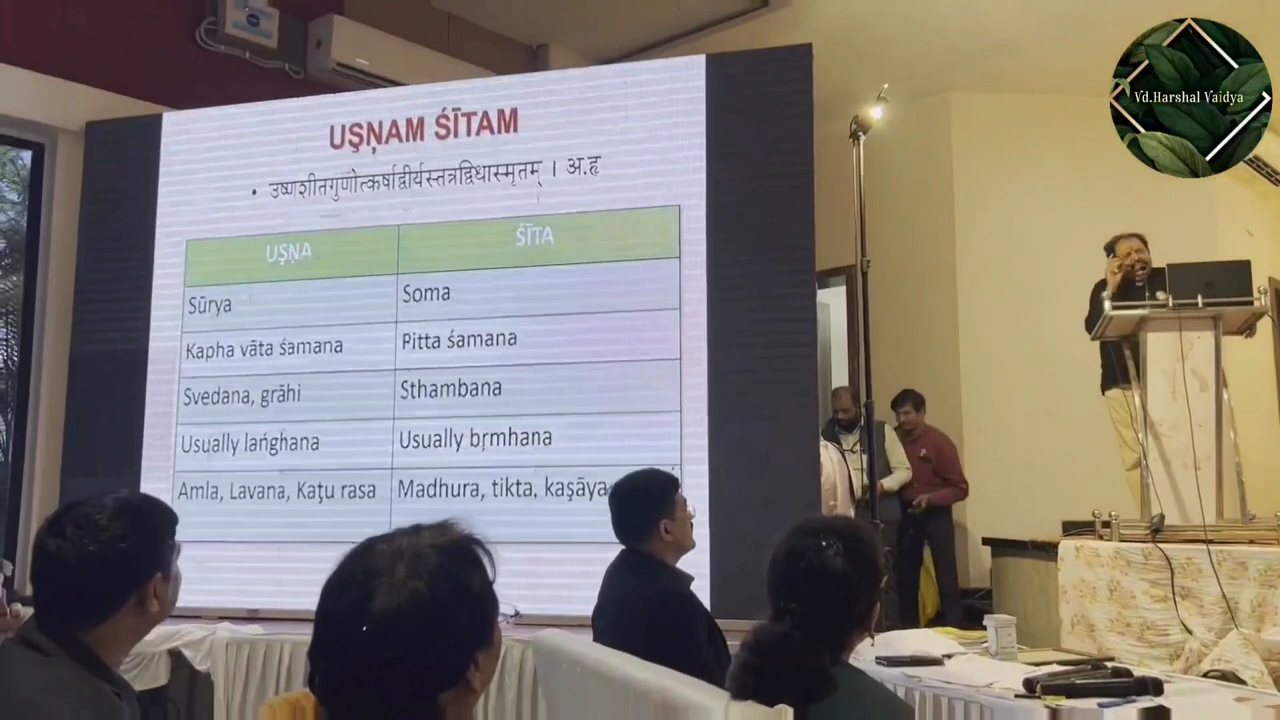 Vd.Harshal Vaidya
UṢṆAM ŚĪTAM
• उष्णशीतगुणोत्कर्षाद्वीर्यस्तत्रद्विधास्मृतम् । अ.हृ
UṢṆA ŚĪTA
Sūrya Soma
Kapha vāta śamana Pitta śamana
Svedana, grāhi Sthambana
Usually laṅghana Usually bṛmhana
Amla, Lavana, Kaṭu rasa Madhura, tikta, kaṣāya